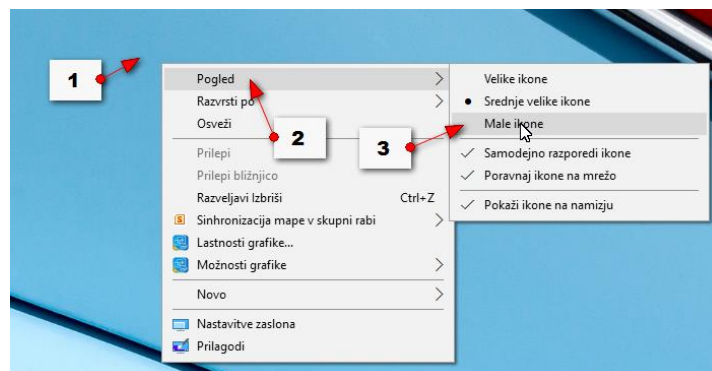 1
Pogled
Razvrsti po
Osveži
2
Prilepi
Prilepi bližnjico
Razveljavi Izbriši Ctrl+Z
Sinhronizacija mape v skupni rabi
Lastnosti grafike...
Možnosti grafike
Novo
Nastavitve zaslona
Prilagodi
3
Velike ikone
Srednje velike ikone
Male ikone
Samodejno razporedi ikone
Poravnaj ikone na mrežo
Pokaži ikone na namizju